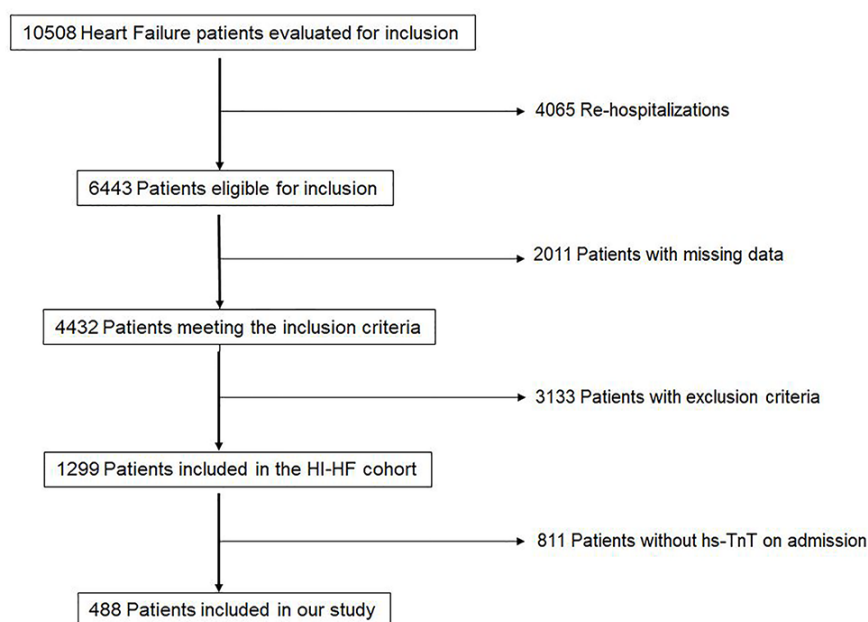 10508 Heart Failure patients evaluated for inclusion
4065 Re-hospitalizations
6443 Patients eligible for inclusion
2011 Patients with missing data
4432 Patients meeting the inclusion criteria
3133 Patients with exclusion criteria
1299 Patients included in the HI-HF cohort
811 Patients without hs-TnT on admission
488 Patients included in our study